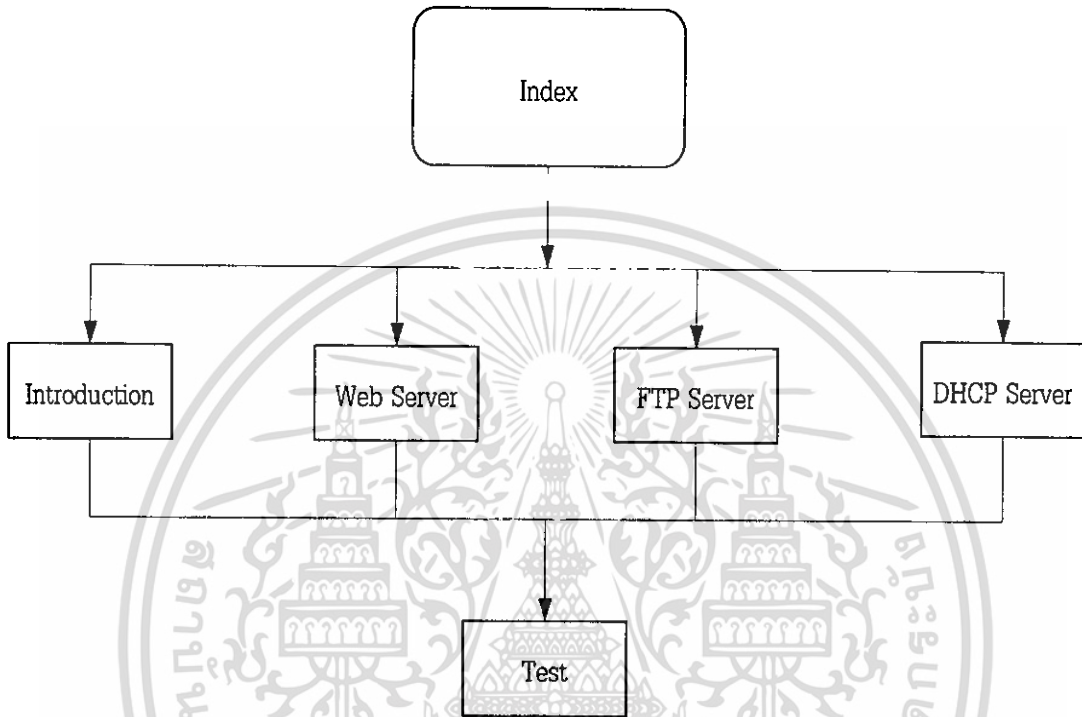 Index
Introduction
Web Server
FTP Server
DHCP Server
Test